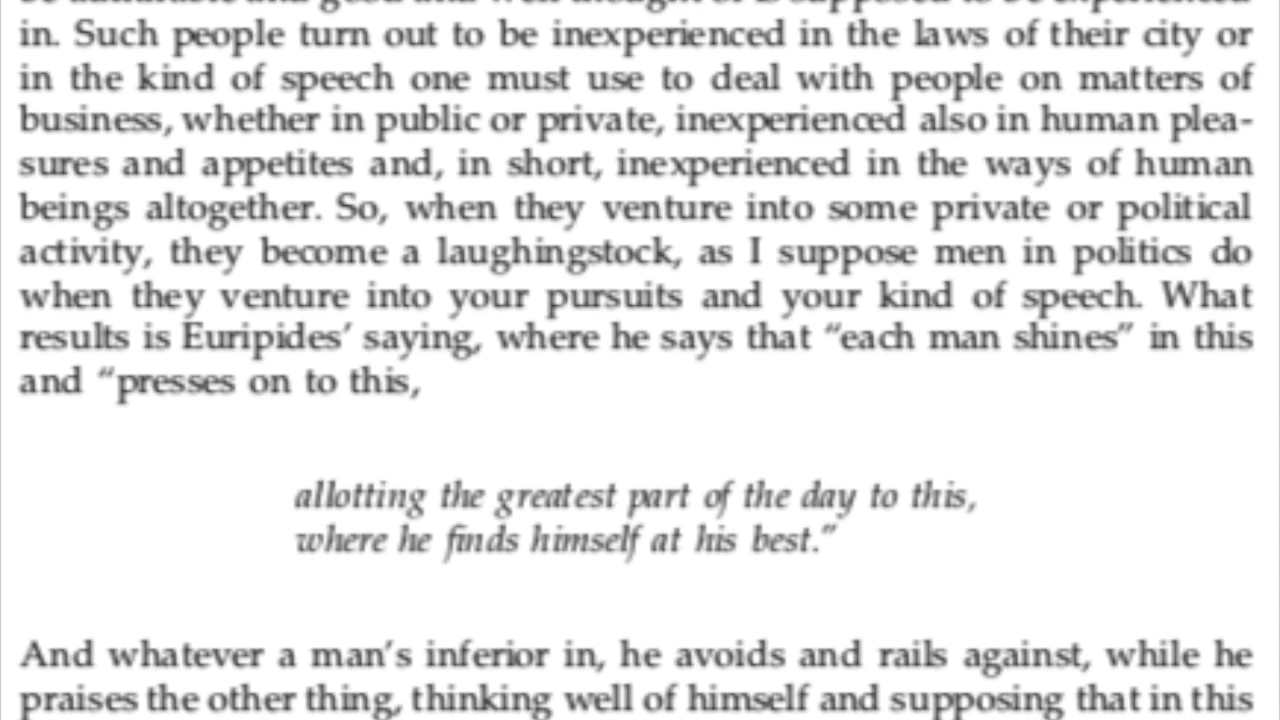 in. Such people turn out to be inexperienced in the laws of their city or
in the kind of speech one must use to deal with people on matters of
business, whether in public or private, inexperienced also in human plea-
sures and appetites and, in short, inexperienced in the ways of human
beings altogether. So, when they venture into some private or political
activity, they become a laughingstock, as I suppose men in politics do
when they venture into your pursuits and your kind of speech. What
results is Euripides’ saying, where he says that “each man shines” in this
and “presses on to this,
allotting the greatest part of the day to this,
where he finds himself at his best.”
And whatever a man’s inferior in, he avoids and rails against, while he
praises the other thing, thinking well of himself and supposing that in this